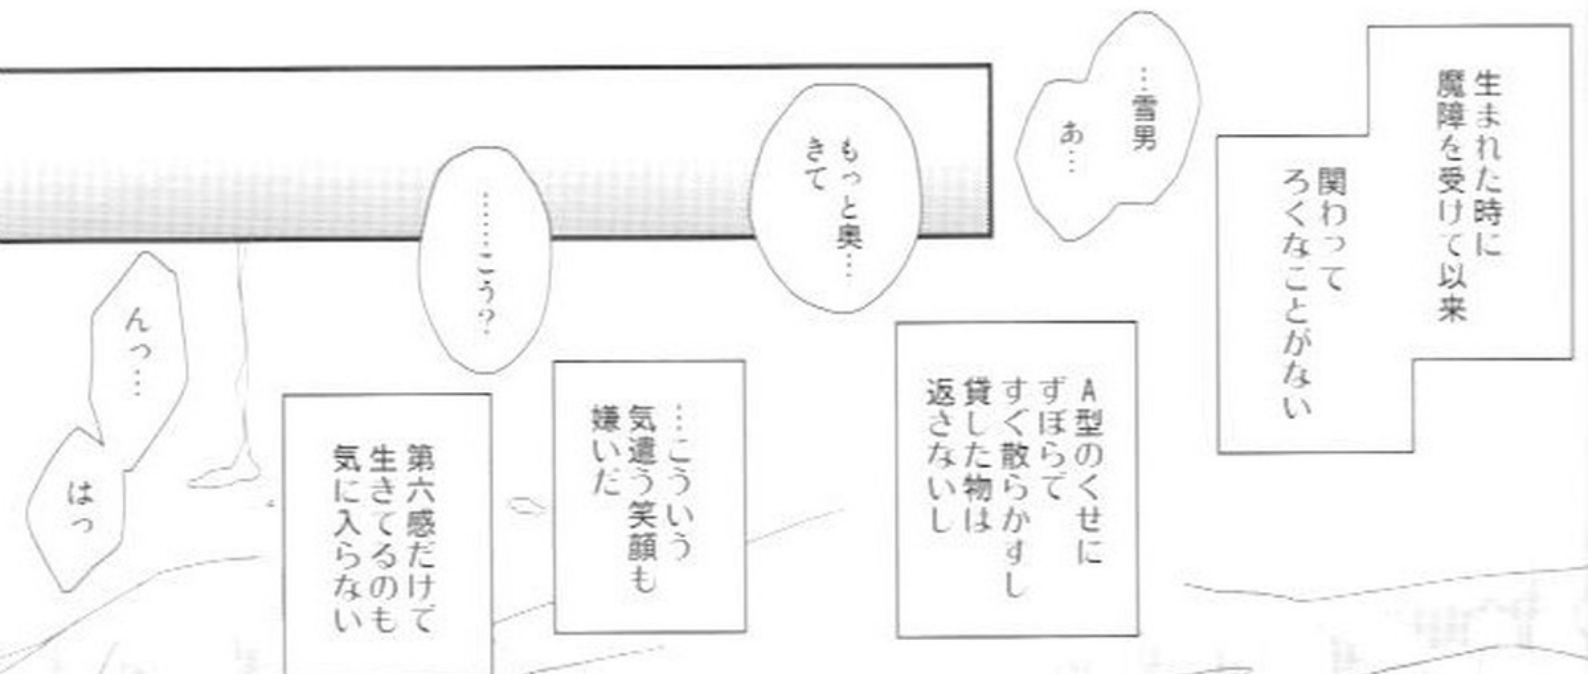 生まれた時に
魔障を受けて以来
関わって
ろくなことがない
…雪男
あ…
もっと奥…
きて
A型のくせに
ずぼらで
すぐ散らかすし
貸した物は
返さないし
……こう?
…こういう
気遣う笑顔も
嫌いだ
第六感だけで
生きてるのも
気に入らない
んっ…
はっ